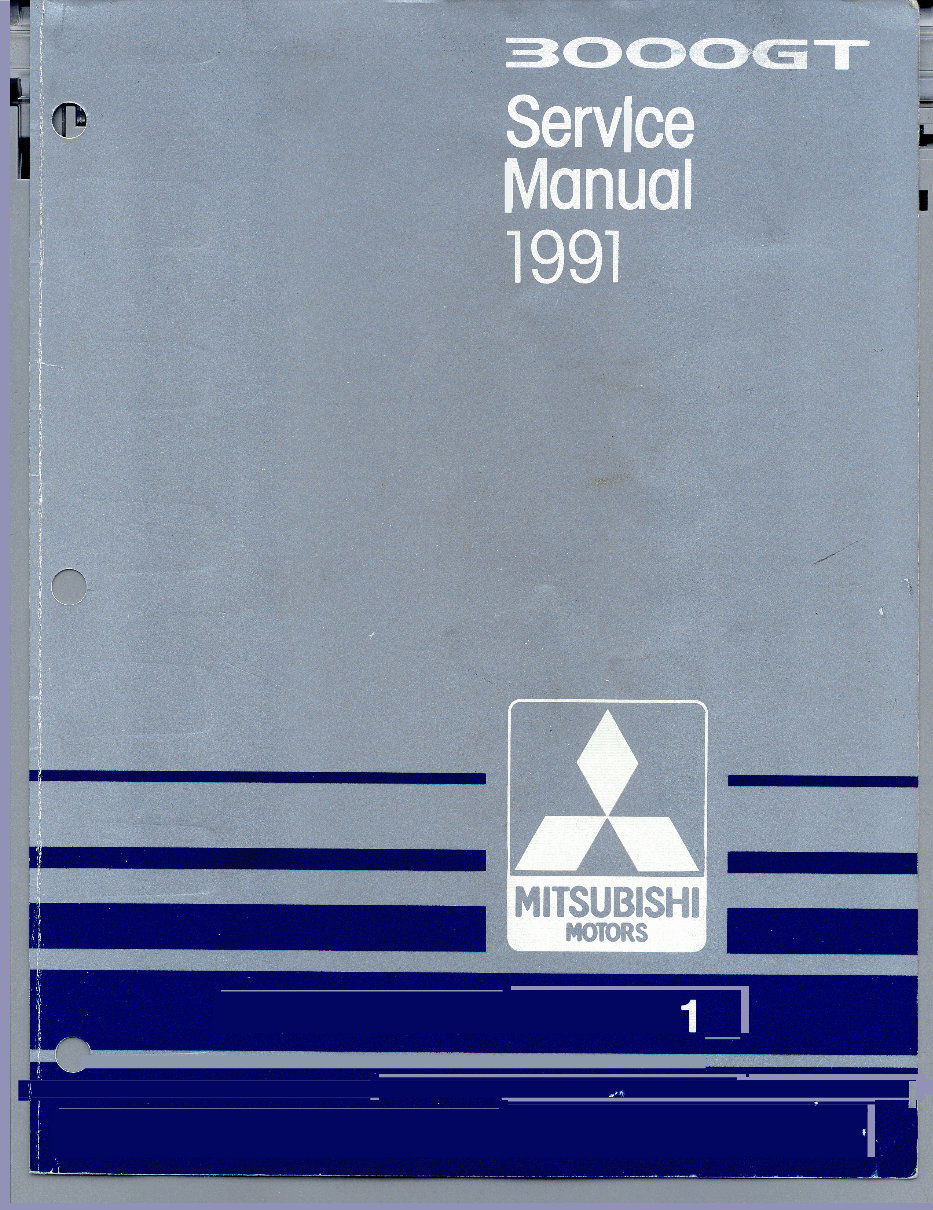 3000GT
Service
Manual
1991
MITSUBISHI
MOTORS
1